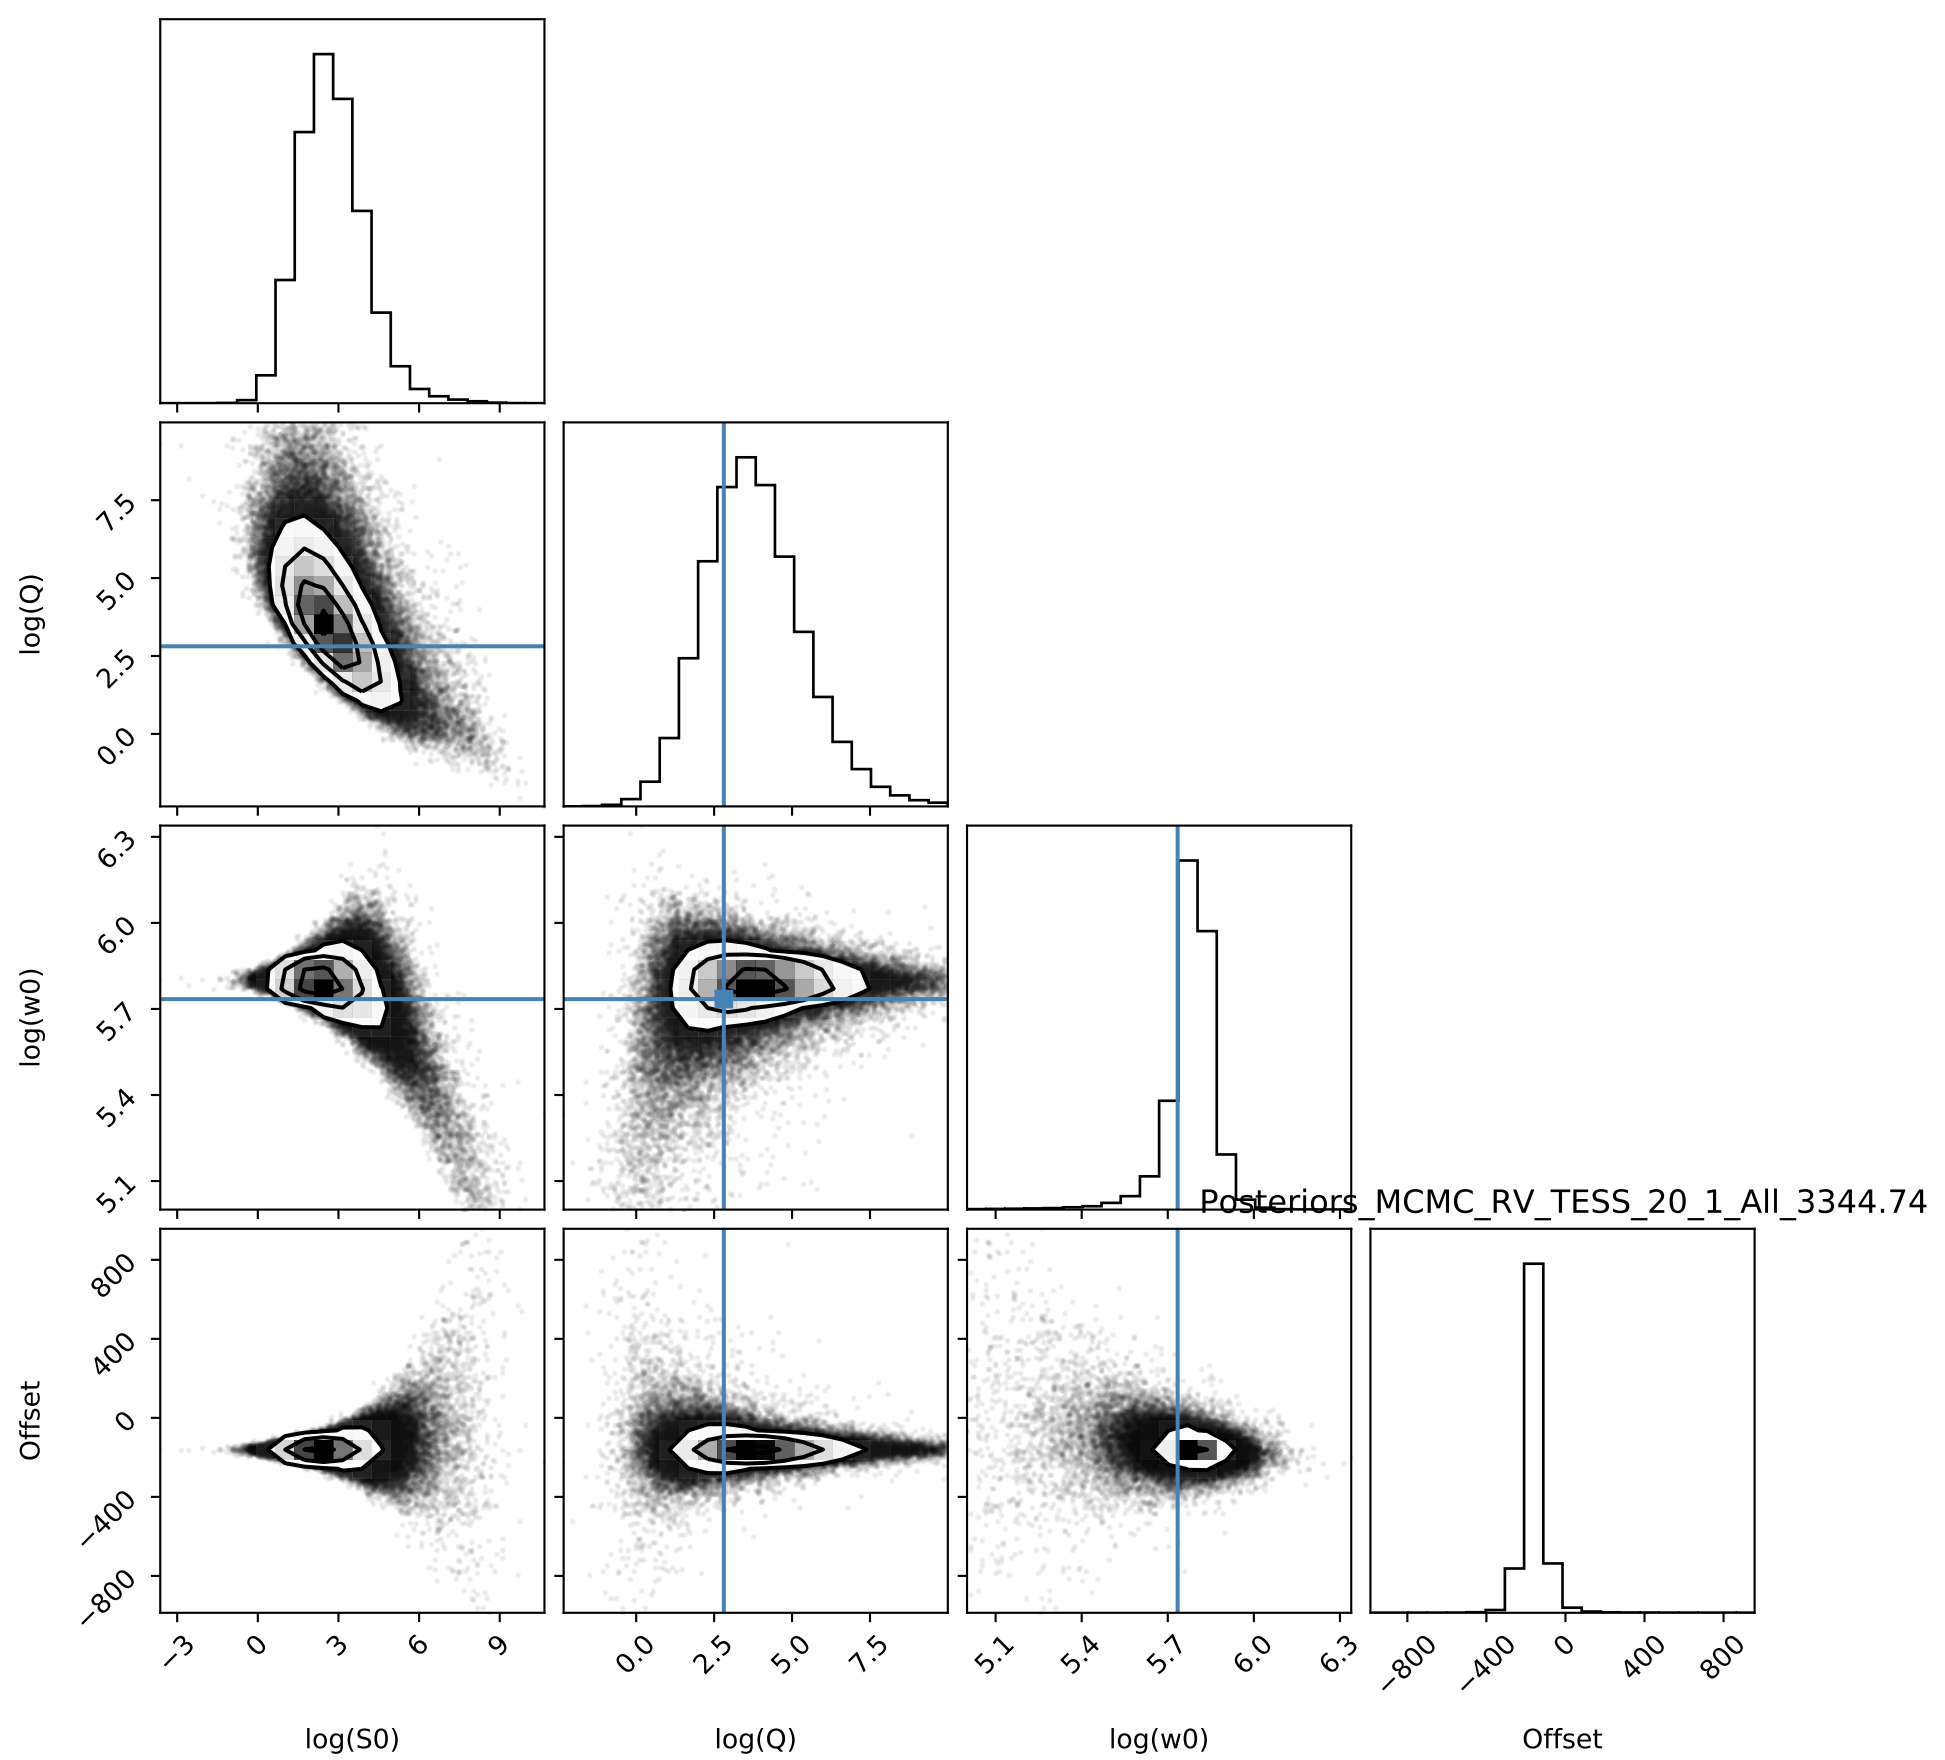 log(Q)
7.5
5.0
2.5
0.0
log(w0)
6.3
6.0
5.7
5.4
5.1
Posteriors_MCMC_RV_TESS_20_1_All_3344.74
Offset
800
400
0
−400
−800
−3 0 3 6 9 0.0 2.5 5.0 7.5 5.1 5.4 5.7 6.0 6.3 −800 −400 0 400 800
log(S0) log(Q) log(w0) Offset